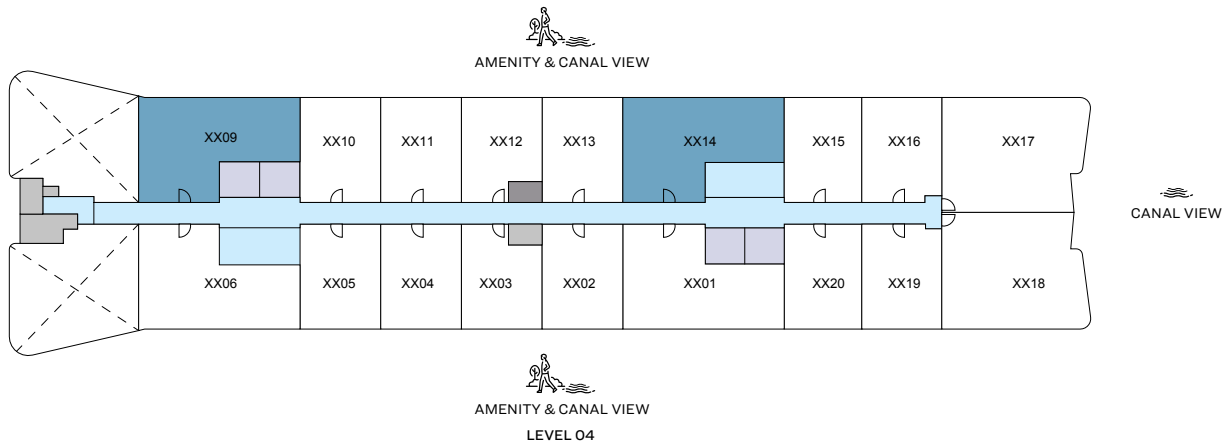 AMENITY & CANAL VIEW
XX09 XX10 XX11 XX12 XX13 XX14 XX15 XX16 XX17
CANAL VIEW
XX06 XX05 XX04 XX03 XX02 XX01 XX20 XX19 XX18
AMENITY & CANAL VIEW
LEVEL 04